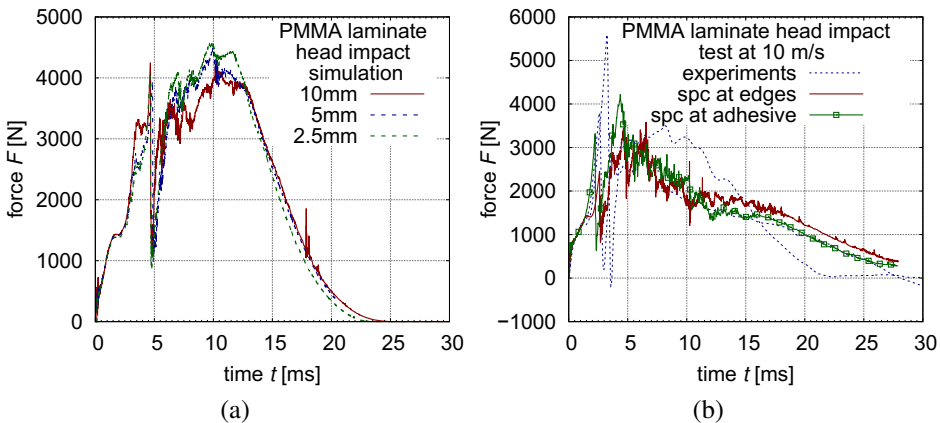 PMMA laminate
head impact
simulation
10mm
5mm
2.5mm
5000
4000
3000
2000
1000
0
force F [N]
0 5 10 15 20 25 30
time t [ms]
(a)
PMMA laminate head impact
test at 10 m/s
experiments
spc at edges
spc at adhesive
6000
5000
4000
3000
2000
1000
0
−1000
force F [N]
0 5 10 15 20 25 30
time t [ms]
(b)